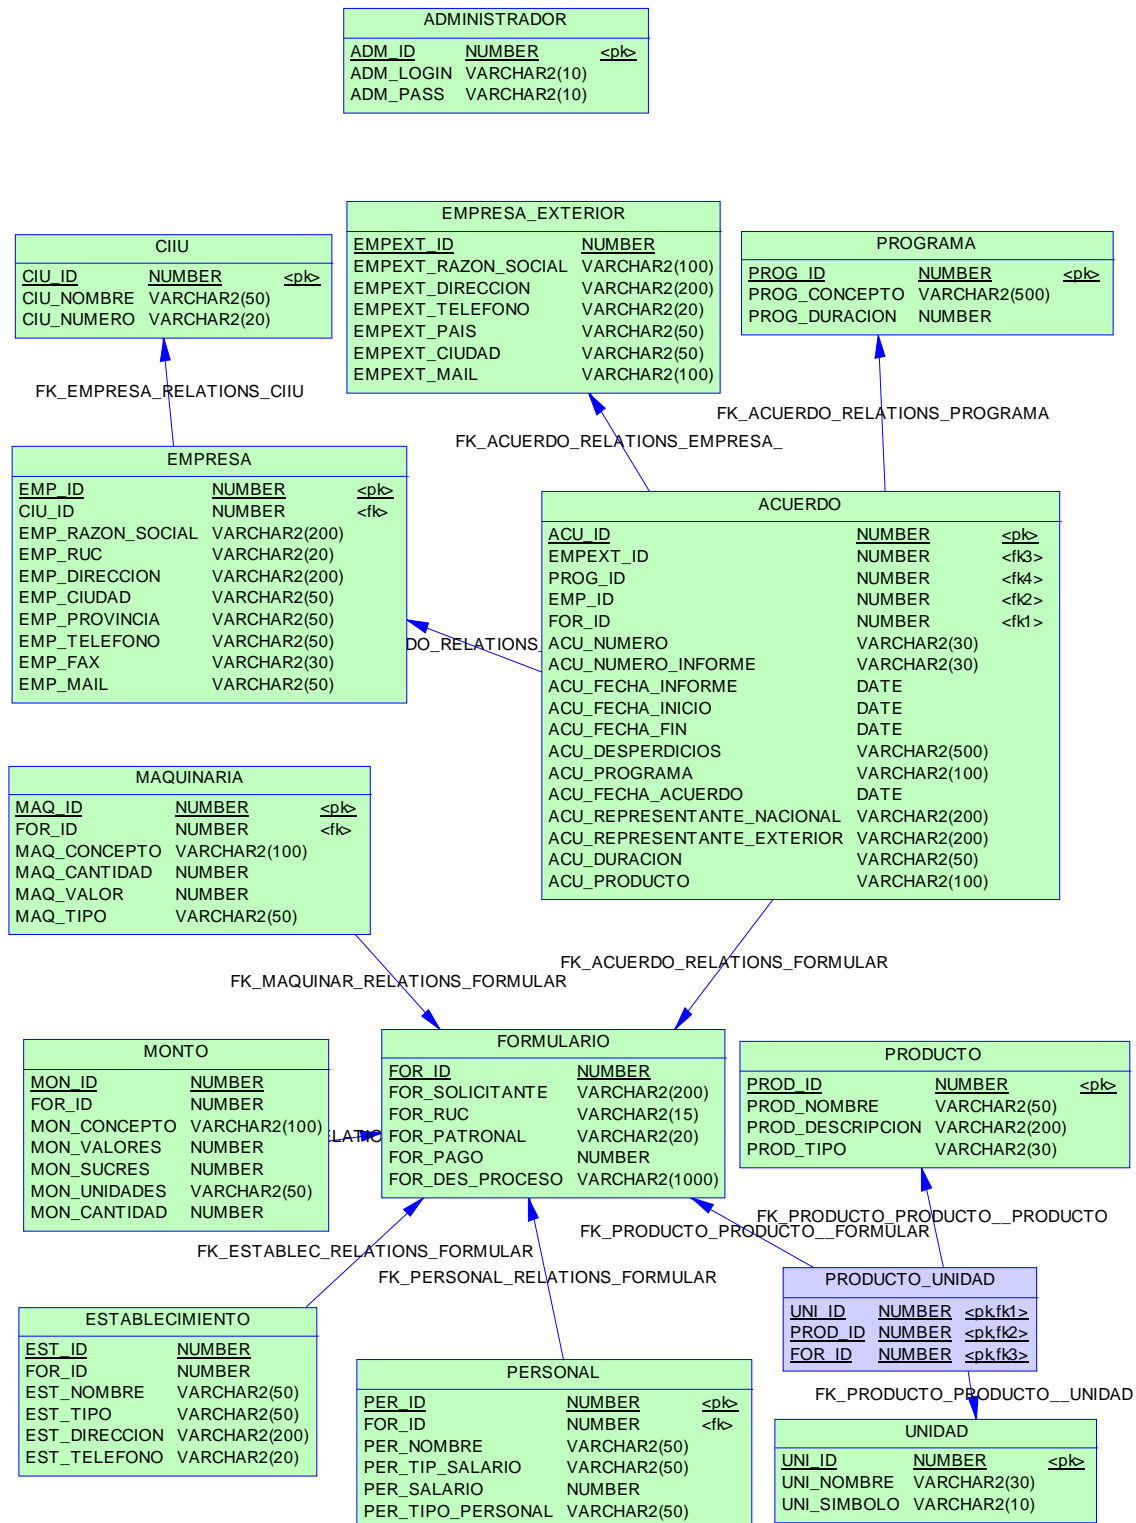 ADMINISTRADOR
ADM_ID NUMBER <pk>
ADM_LOGIN VARCHAR2(10)
ADM_PASS VARCHAR2(10)
CIIU
CIU_ID NUMBER <pk>
CIU_NOMBRE VARCHAR2(50)
CIU_NUMERO VARCHAR2(20)
EMPRESA_EXTERIOR
EMPEXT_ID NUMBER
EMPEXT_RAZON_SOCIAL VARCHAR2(100)
EMPEXT_DIRECCION VARCHAR2(200)
EMPEXT_TELEFONO VARCHAR2(20)
EMPEXT_PAIS VARCHAR2(50)
EMPEXT_CIUDAD VARCHAR2(50)
EMPEXT_MAIL VARCHAR2(100)
PROGRAMA
PROG_ID NUMBER <pk>
PROG_CONCEPTO VARCHAR2(500)
PROG_DURACION NUMBER
FK_EMPRESA_RELATIONS_CIIU
FK_ACUERDO_RELATIONS_EMPRESA_
FK_ACUERDO_RELATIONS_PROGRAMA
EMPRESA
EMP_ID NUMBER <pk>
CIU_ID NUMBER <fk>
EMP_RAZON_SOCIAL VARCHAR2(200)
EMP_RUC VARCHAR2(20)
EMP_DIRECCION VARCHAR2(200)
EMP_CIUDAD VARCHAR2(50)
EMP_PROVINCIA VARCHAR2(50)
EMP_TELEFONO VARCHAR2(50)
EMP_FAX VARCHAR2(30)
EMP_MAIL VARCHAR2(50)
DO_RELATIONS_
ACUERDO
ACU_ID NUMBER <pk>
EMPEXT_ID NUMBER <fk3>
PROG_ID NUMBER <fk4>
EMP_ID NUMBER <fk2>
FOR_ID NUMBER <fk1>
ACU_NUMERO VARCHAR2(30)
ACU_NUMERO_INFORME VARCHAR2(30)
ACU_FECHA_INFORME DATE
ACU_FECHA_INICIO DATE
ACU_FECHA_FIN DATE
ACU_DESPERDICIOS VARCHAR2(500)
ACU_PROGRAMA VARCHAR2(100)
ACU_FECHA_ACUERDO DATE
ACU_REPRESENTANTE_NACIONAL VARCHAR2(200)
ACU_REPRESENTANTE_EXTERIOR VARCHAR2(200)
ACU_DURACION VARCHAR2(50)
ACU_PRODUCTO VARCHAR2(100)
MAQUINARIA
MAQ_ID NUMBER <pk>
FOR_ID NUMBER <fk>
MAQ_CONCEPTO VARCHAR2(100)
MAQ_CANTIDAD NUMBER
MAQ_VALOR NUMBER
MAQ_TIPO VARCHAR2(50)
FK_MAQUINAR_RELATIONS_FORMULAR
FK_ACUERDO_RELATIONS_FORMULAR
MONTO
MON_ID NUMBER
FOR_ID NUMBER
MON_CONCEPTO VARCHAR2(100)
MON_VALORES NUMBER
MON_SUCRES NUMBER
MON_UNIDADES VARCHAR2(50)
MON_CANTIDAD NUMBER
ELATIO
FORMULARIO
FOR_ID NUMBER
FOR_SOLICITANTE VARCHAR2(200)
FOR_RUC VARCHAR2(15)
FOR_PATRONAL VARCHAR2(20)
FOR_PAGO NUMBER
FOR_DES_PROCESO VARCHAR2(1000)
PRODUCTO
PROD_ID NUMBER <pk>
PROD_NOMBRE VARCHAR2(50)
PROD_DESCRIPCION VARCHAR2(200)
PROD_TIPO VARCHAR2(30)
FK_PRODUCTO_PRODUCTO__PRODUCTO
FK_PRODUCTO_PRODUCTO__FORMULAR
FK_ESTABLEC_RELATIONS_FORMULAR
FK_PERSONAL_RELATIONS_FORMULAR
PRODUCTO_UNIDAD
UNI_ID NUMBER <pk,fk1>
PROD_ID NUMBER <pk,fk2>
FOR_ID NUMBER <pk,fk3>
ESTABLECIMIENTO
EST_ID NUMBER
FOR_ID NUMBER
EST_NOMBRE VARCHAR2(50)
EST_TIPO VARCHAR2(50)
EST_DIRECCION VARCHAR2(200)
EST_TELEFONO VARCHAR2(20)
PERSONAL
PER_ID NUMBER <pk>
FOR_ID NUMBER <fk>
PER_NOMBRE VARCHAR2(50)
PER_TIP_SALARIO VARCHAR2(50)
PER_SALARIO NUMBER
PER_TIPO_PERSONAL VARCHAR2(50)
FK_PRODUCTO_PRODUCTO__UNIDAD
UNIDAD
UNI_ID NUMBER <pk>
UNI_NOMBRE VARCHAR2(30)
UNI_SIMBOLO VARCHAR2(10)